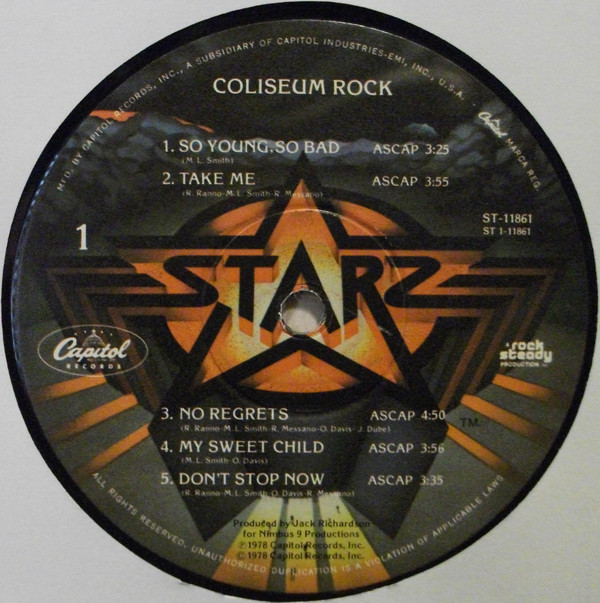 MFD. BY CAPITOL RECORDS, INC., A SUBSIDIARY OF CAPITOL INDUSTRIES-EMI, INC., U.S.A.
Capitol MARCA REG.
COLISEUM ROCK
1. SO YOUNG, SO BAD ASCAP 3:25
(M. L. Smith)
2. TAKE ME ASCAP 3:55
(R. Ranno-M. L. Smith-R. Messano)
1
ST-11861
ST 1-11861
STARZ
Capitol
RECORDS
rock
steady
PRODUCTION
3. NO REGRETS ASCAP 4:50
(R. Ranno-M. L. Smith-R. Messano-O. Davis-J. Dube)
TM.
4. MY SWEET CHILD ASCAP 3:56
(M. L. Smith-O. Davis)
5. DON'T STOP NOW ASCAP 3:35
(R. Ranno-M. L. Smith-O. Davis-R. Messano)
Produced by Jack Richardson
for Nimbus 9 Productions
℗ 1978 Capitol Records, Inc.
© 1978 Capitol Records, Inc.
ALL RIGHTS RESERVED, UNAUTHORIZED DUPLICATION IS A VIOLATION OF APPLICABLE LAWS